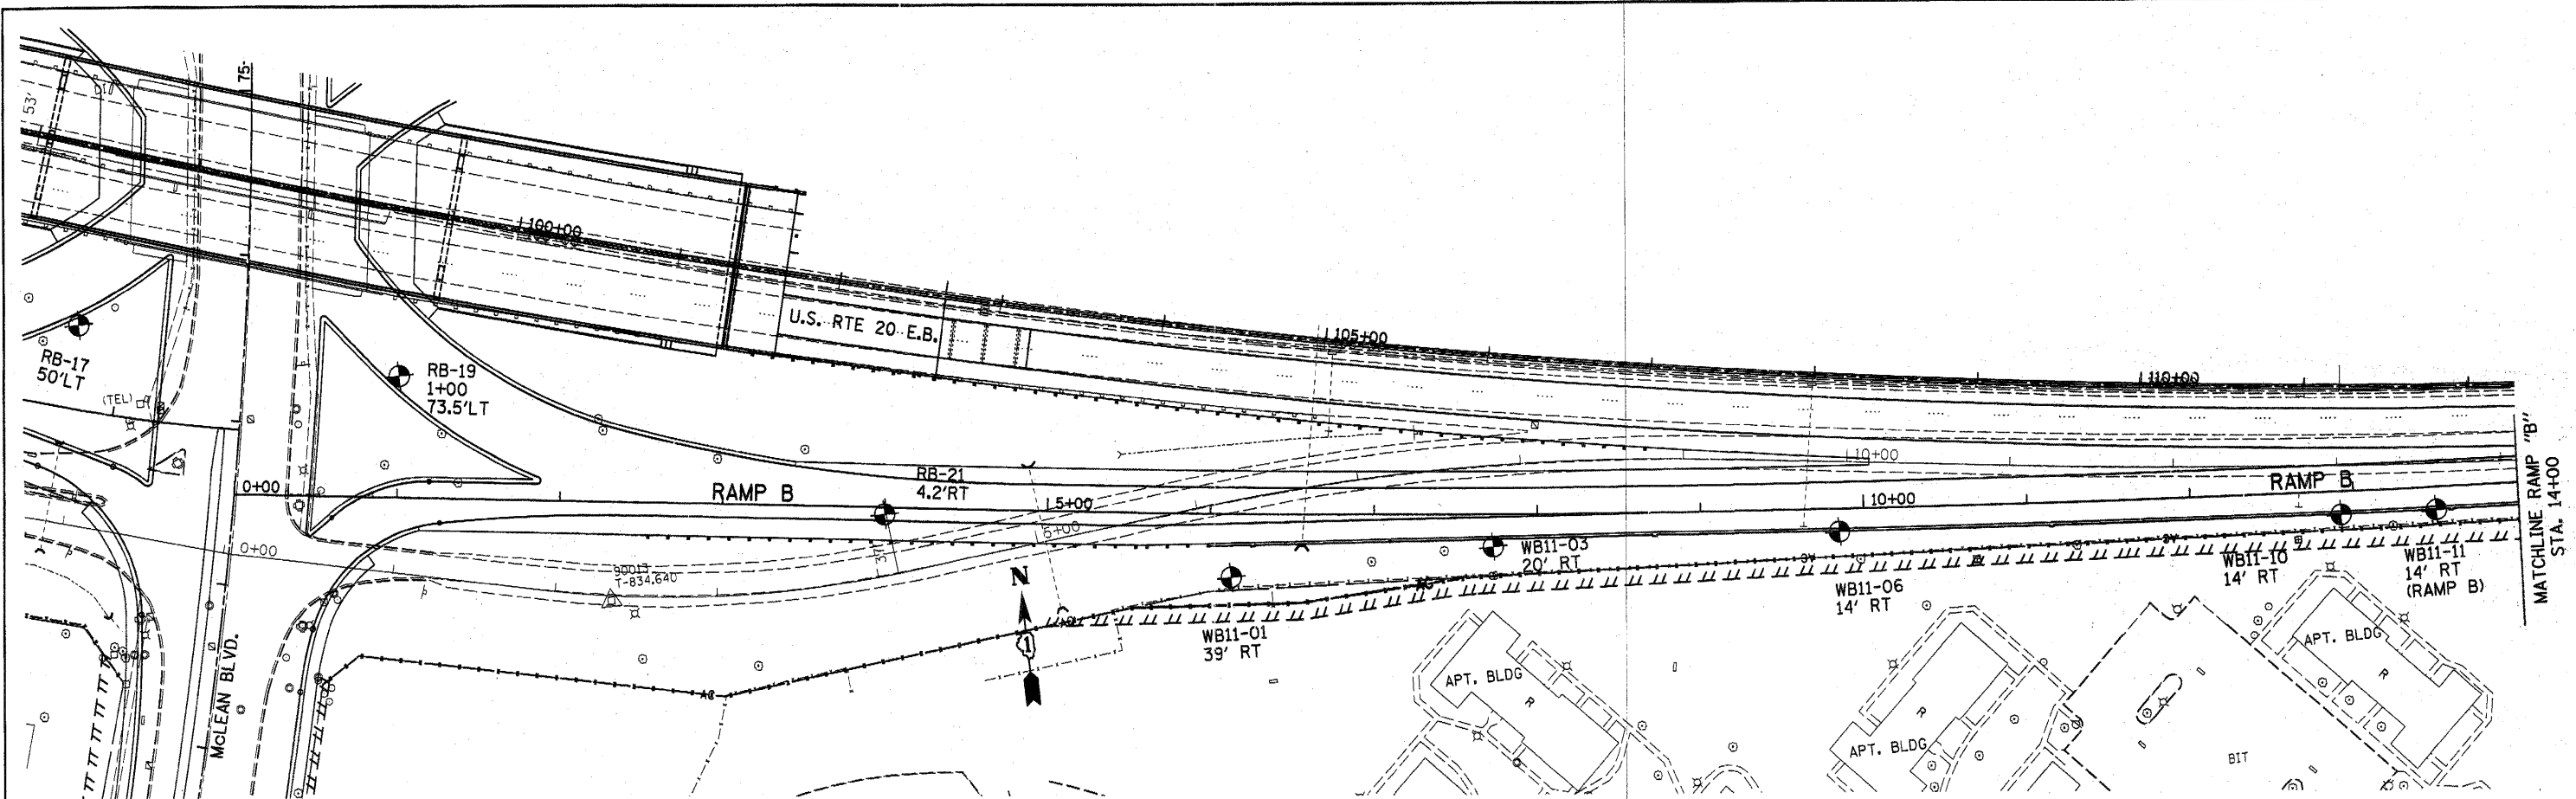 75
53'
100+00
U.S. RTE 20 E.B.
105+00
110+00
RB-17
50'LT
(TEL)
RB-19
1+00
73.5'LT
RB-21
4.2'RT
0+00
RAMP B
5+00
10+00
10+00
RAMP B
MATCHLINE RAMP "B"
STA. 14+00
0+00
90013
T-834.640
N
1
WB11-01
39' RT
WB11-03
20' RT
WB11-06
14' RT
WB11-10
14' RT
WB11-11
14' RT
(RAMP B)
McLEAN BLVD.
AC
APT. BLDG
R
APT. BLDG
R
APT. BLDG
R
BIT